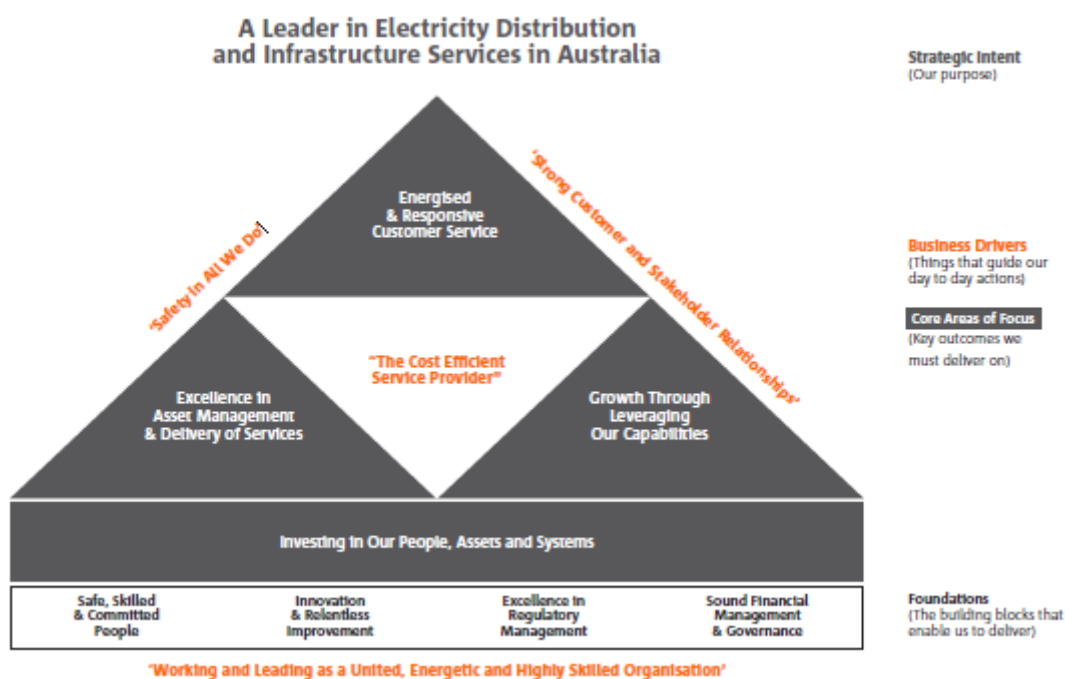 A Leader in Electricity Distribution
and Infrastructure Services in Australia
Strategic Intent
(Our purpose)
Energised
& Responsive
Customer Service
'Safety in All We Do'
'Strong Customer and Stakeholder Relationships'
Business Drivers
(Things that guide our
day to day actions)
Core Areas of Focus
(Key outcomes we
must deliver on)
"The Cost Efficient
Service Provider"
Excellence in
Asset Management
& Delivery of Services
Growth Through
Leveraging
Our Capabilities
Investing in Our People, Assets and Systems
Safe, Skilled
& Committed
People
Innovation
& Relentless
Improvement
Excellence in
Regulatory
Management
Sound Financial
Management
& Governance
Foundations
(The building blocks that
enable us to deliver)
'Working and Leading as a United, Energetic and Highly Skilled Organisation'